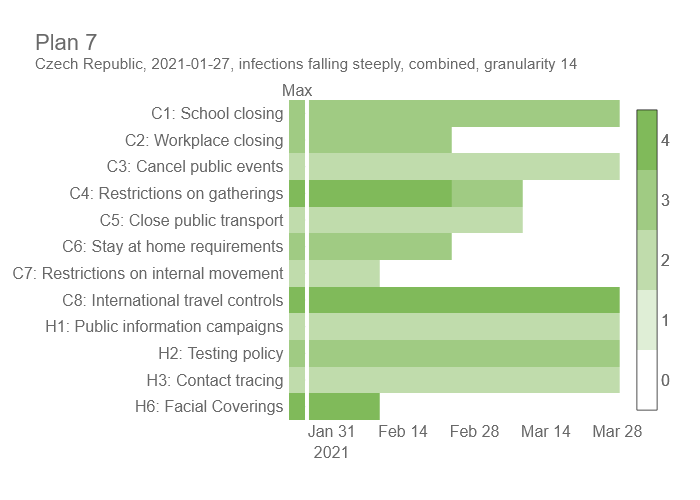 Plan 7
Czech Republic, 2021-01-27, infections falling steeply, combined, granularity 14
Max
C1: School closing
C2: Workplace closing
C3: Cancel public events
C4: Restrictions on gatherings
C5: Close public transport
C6: Stay at home requirements
C7: Restrictions on internal movement
C8: International travel controls
H1: Public information campaigns
H2: Testing policy
H3: Contact tracing
H6: Facial Coverings
Jan 31 Feb 14 Feb 28 Mar 14 Mar 28
2021
4
3
2
1
0